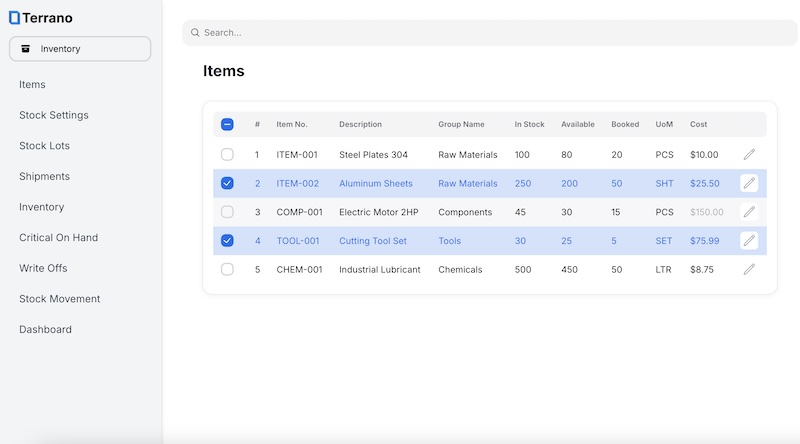 Terrano
Inventory
Items
Stock Settings
Stock Lots
Shipments
Inventory
Critical On Hand
Write Offs
Stock Movement
Dashboard
Search...
Items
# Item No. Description Group Name In Stock Available Booked UoM Cost
1 ITEM-001 Steel Plates 304 Raw Materials 100 80 20 PCS $10.00
2 ITEM-002 Aluminum Sheets Raw Materials 250 200 50 SHT $25.50
3 COMP-001 Electric Motor 2HP Components 45 30 15 PCS $150.00
4 TOOL-001 Cutting Tool Set Tools 30 25 5 SET $75.99
5 CHEM-001 Industrial Lubricant Chemicals 500 450 50 LTR $8.75